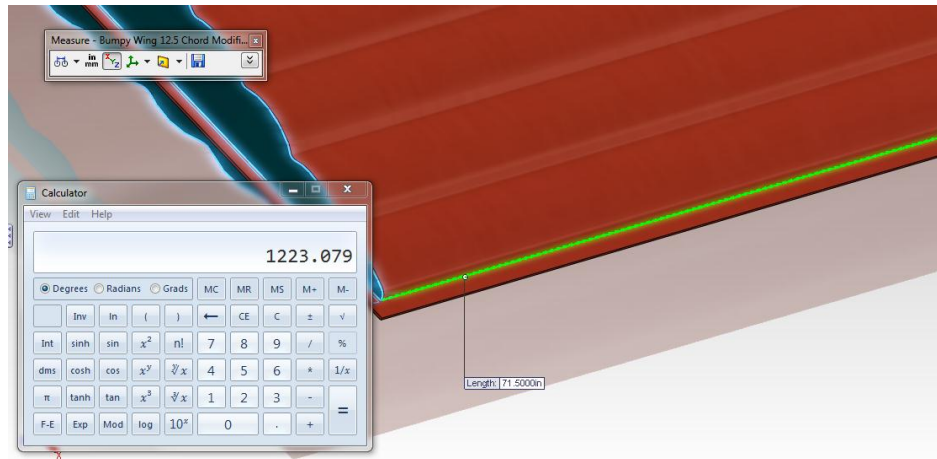 Measure - Bumpy Wing 12.5 Chord Modifi...
in
mm
XYZ
Calculator
View Edit Help
1223.079
Degrees Radians Grads MC MR MS M+ M-
Inv ln ( ) ← CE C ± √
Int sinh sin x² n! 7 8 9 / %
dms cosh cos xʸ ʸ√x 4 5 6 * 1/x
π tanh tan x³ ³√x 1 2 3 - =
F-E Exp Mod log 10ˣ 0 . +
Length: 71.5000in
X